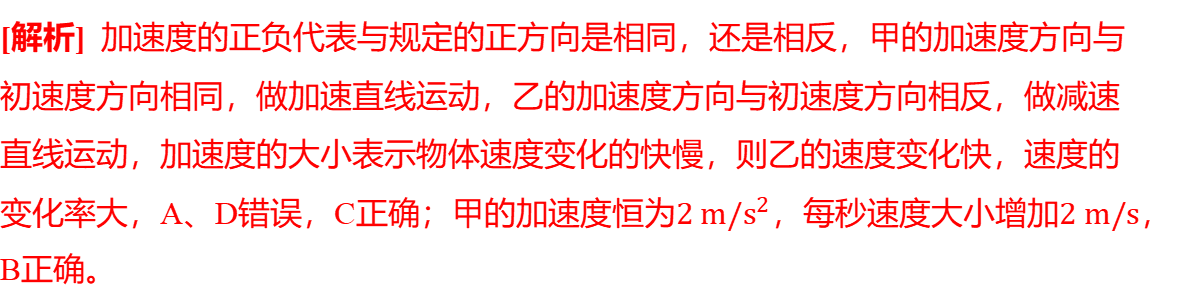 [解析] 加速度的正负代表与规定的正方向是相同，还是相反，甲的加速度方向与
初速度方向相同，做加速直线运动，乙的加速度方向与初速度方向相反，做减速
直线运动，加速度的大小表示物体速度变化的快慢，则乙的速度变化快，速度的
变化率大，A、D错误，C正确；甲的加速度恒为2 m/s²，每秒速度大小增加2 m/s，
B正确。